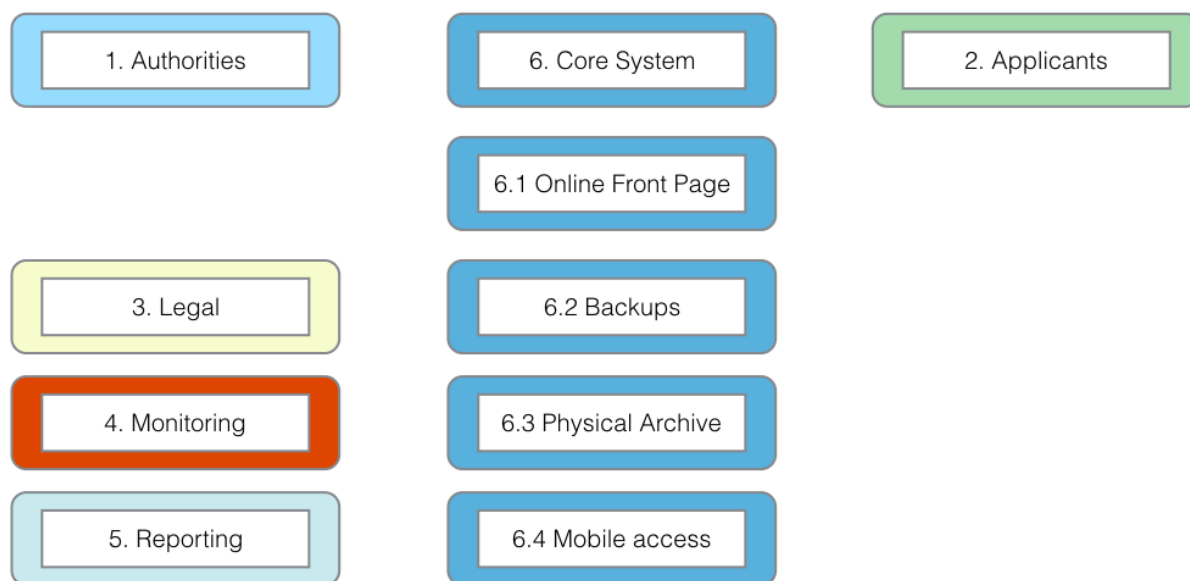 1. Authorities
6. Core System
2. Applicants
6.1 Online Front Page
3. Legal
6.2 Backups
4. Monitoring
6.3 Physical Archive
5. Reporting
6.4 Mobile access